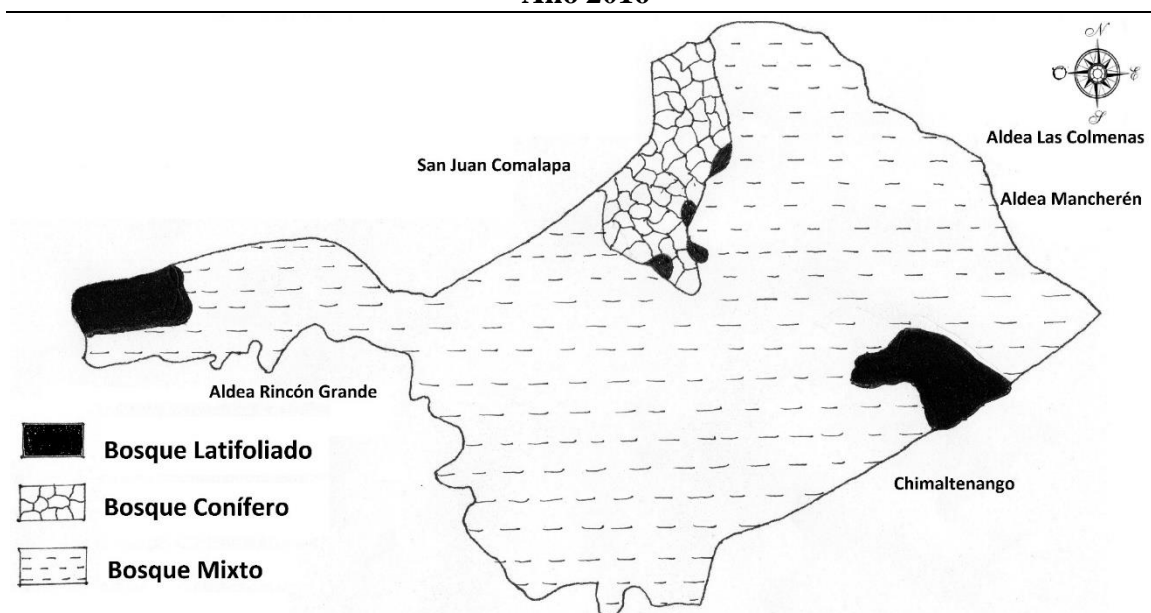 Año 2016
N
O
E
S
San Juan Comalapa
Aldea Las Colmenas
Aldea Mancherén
Aldea Rincón Grande
Chimaltenango
Bosque Latifoliado
Bosque Conífero
Bosque Mixto